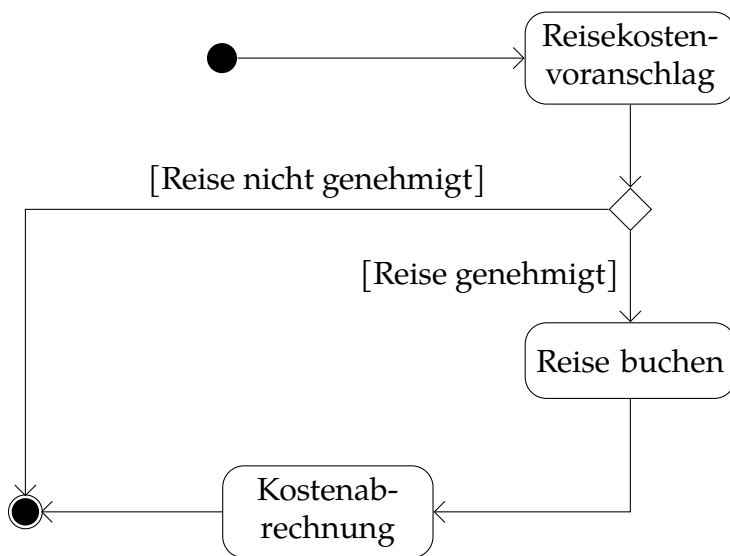 Reisekosten-
voranschlag
[Reise nicht genehmigt]
[Reise genehmigt]
Reise buchen
Kostenab-
rechnung